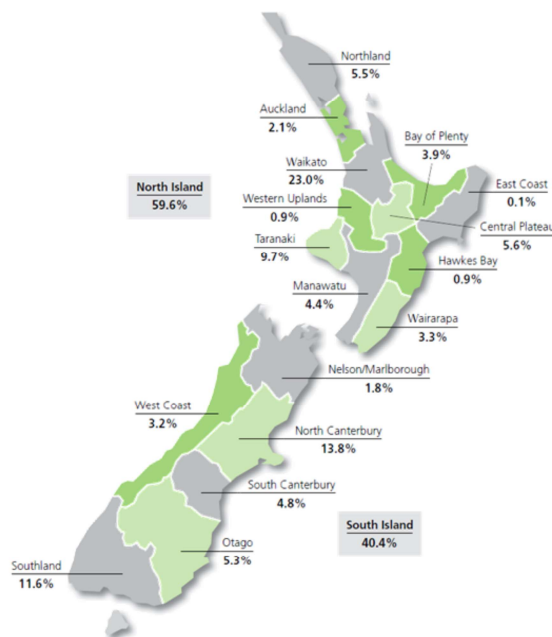 Northland
5.5%
Auckland
2.1%
Bay of Plenty
3.9%
Waikato
23.0%
East Coast
0.1%
North Island
59.6%
Western Uplands
0.9%
Central Plateau
5.6%
Taranaki
9.7%
Hawkes Bay
0.9%
Manawatu
4.4%
Wairarapa
3.3%
Nelson/Marlborough
1.8%
West Coast
3.2%
North Canterbury
13.8%
South Canterbury
4.8%
South Island
40.4%
Otago
5.3%
Southland
11.6%